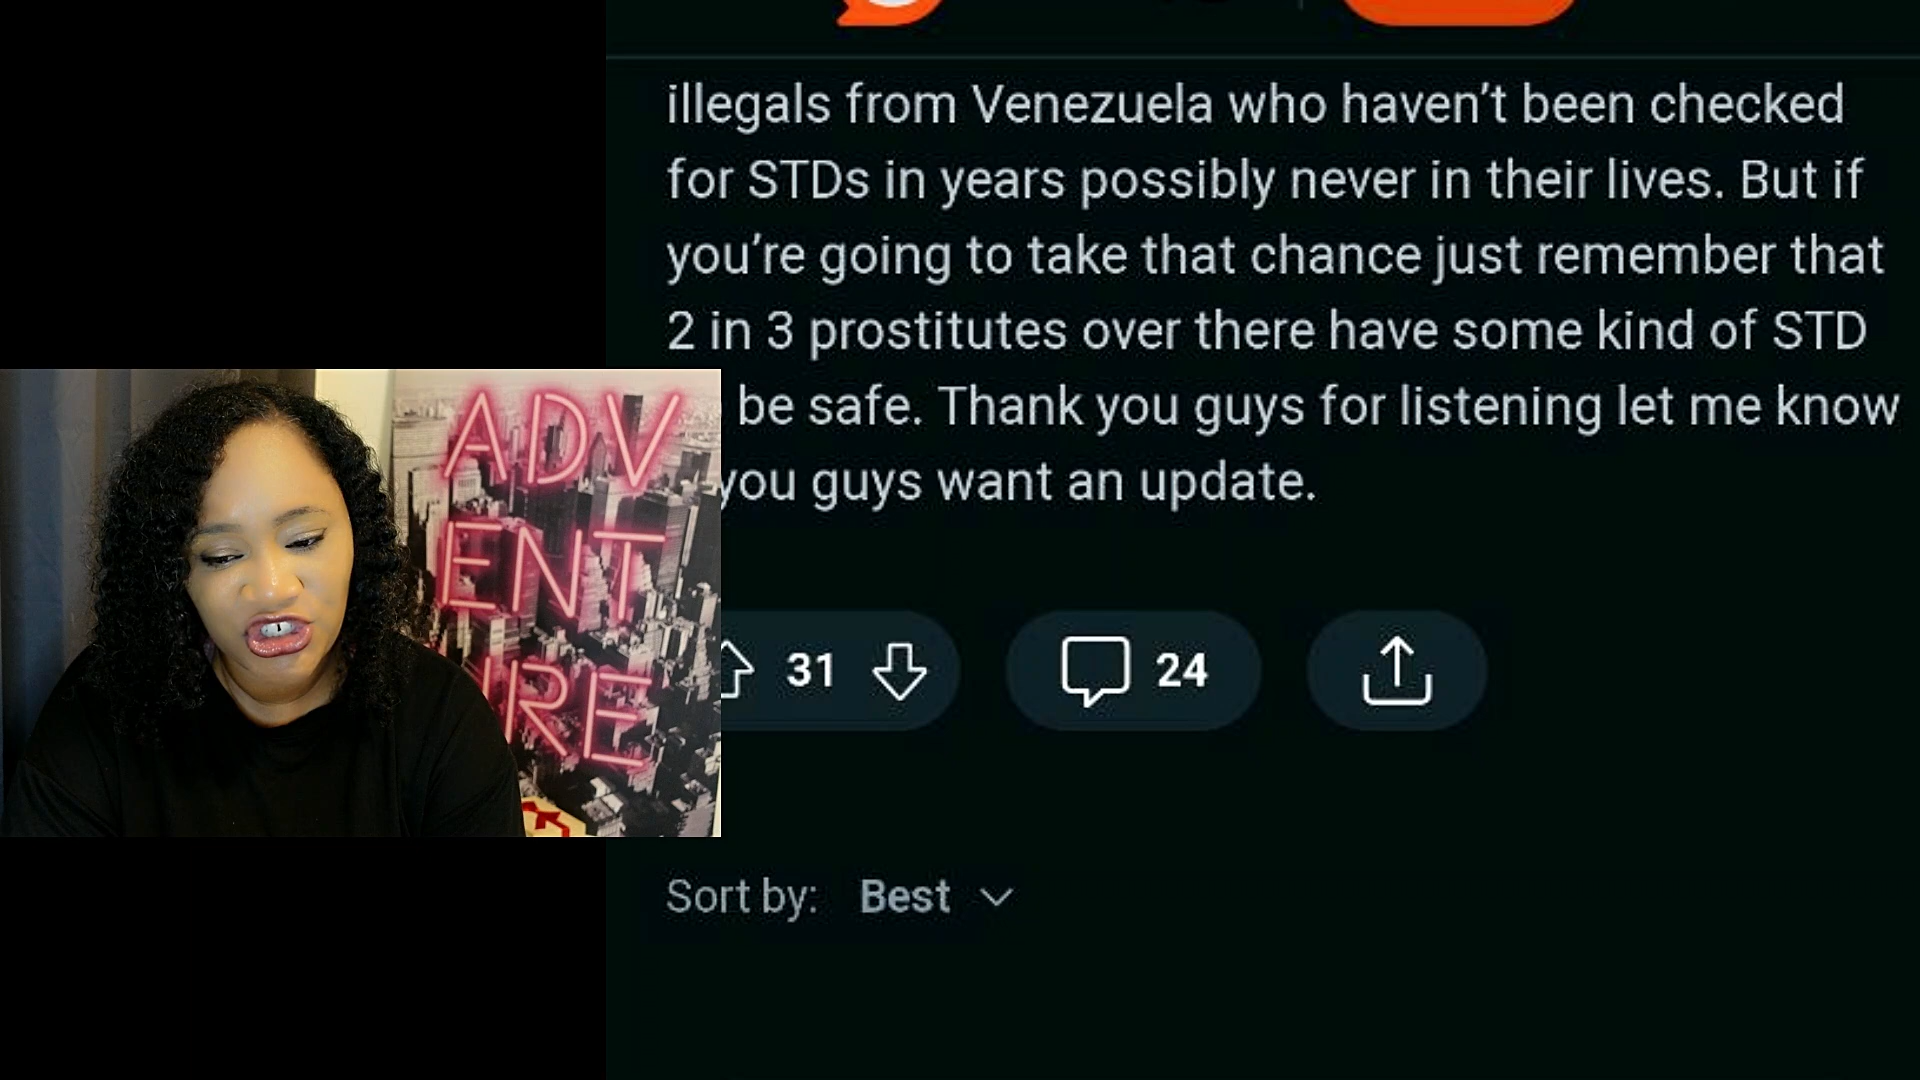 illegals from Venezuela who haven’t been checked
for STDs in years possibly never in their lives. But if
you’re going to take that chance just remember that
2 in 3 prostitutes over there have some kind of STD
be safe. Thank you guys for listening let me know
you guys want an update.
31
24
Sort by: Best
ADV
ENT
RE